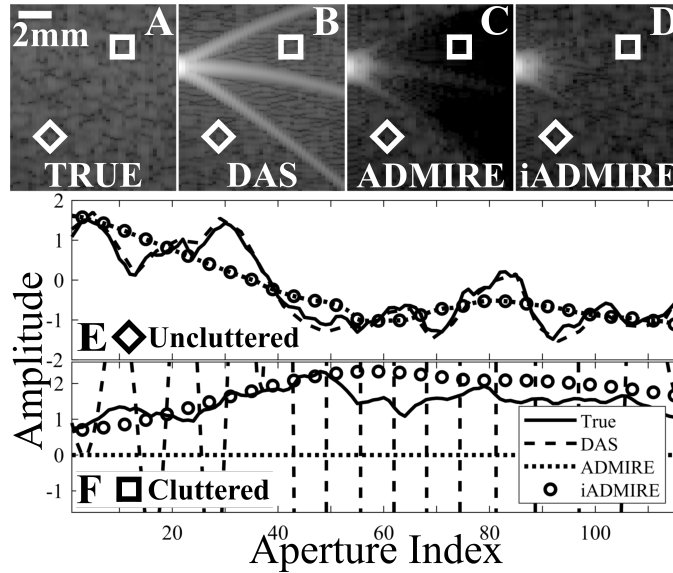 A B C D
2mm
TRUE DAS ADMIRE iADMIRE
2
1
0
-1
2
E Uncluttered
Amplitude
2
1
0
-1
F Cluttered
True
DAS
ADMIRE
iADMIRE
20 40 60 80 100
Aperture Index